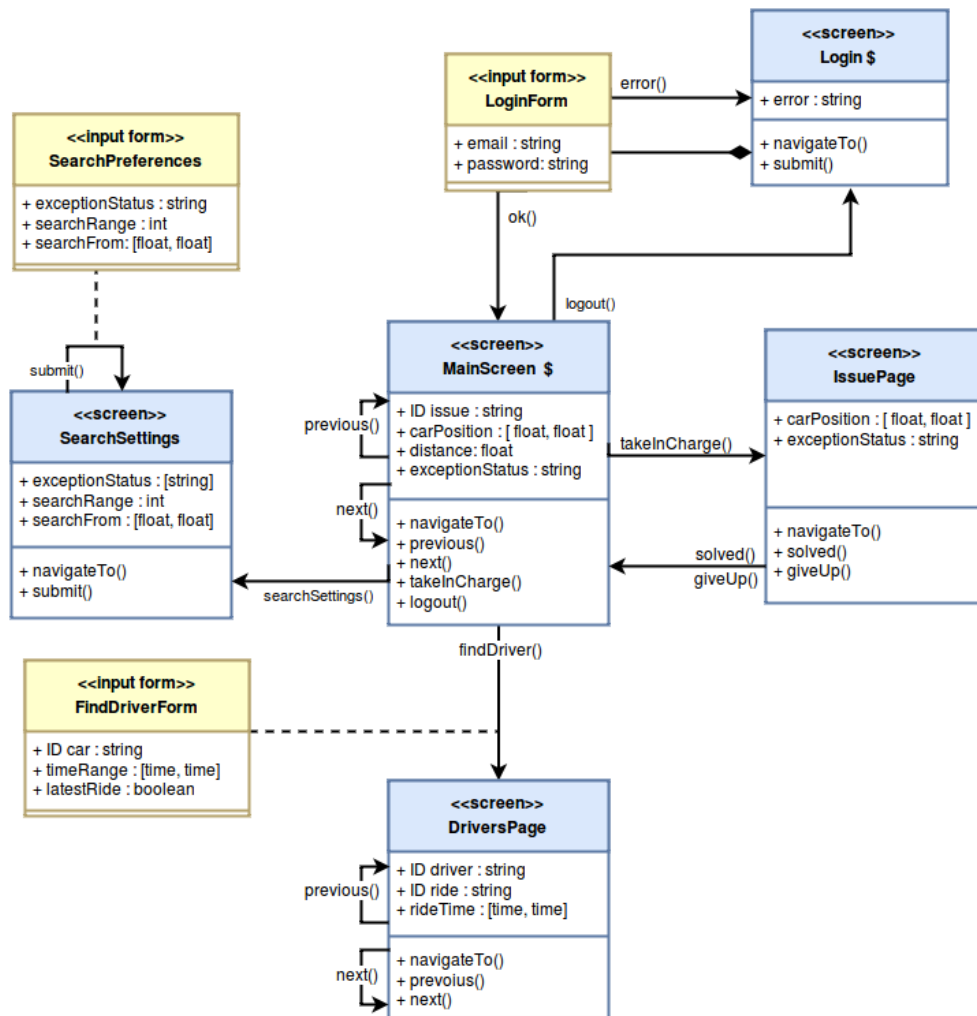 <<screen>>
Login $
+ error : string
+ navigateTo()
+ submit()
<<input form>>
LoginForm
+ email : string
+ password: string
error()
ok()
logout()
<<input form>>
SearchPreferences
+ exceptionStatus : string
+ searchRange : int
+ searchFrom: [float, float]
submit()
<<screen>>
SearchSettings
+ exceptionStatus : [string]
+ searchRange : int
+ searchFrom : [float, float]
+ navigateTo()
+ submit()
<<screen>>
MainScreen $
+ ID issue : string
+ carPosition : [ float, float ]
+ distance: float
+ exceptionStatus : string
+ navigateTo()
+ previous()
+ next()
+ takeInCharge()
+ logout()
previous()
next()
searchSettings()
takeInCharge()
<<screen>>
IssuePage
+ carPosition : [ float, float ]
+ exceptionStatus : string
+ navigateTo()
+ solved()
+ giveUp()
solved()
giveUp()
findDriver()
<<input form>>
FindDriverForm
+ ID car : string
+ timeRange : [time, time]
+ latestRide : boolean
<<screen>>
DriversPage
+ ID driver : string
+ ID ride : string
+ rideTime : [time, time]
+ navigateTo()
+ prevoius()
+ next()
previous()
next()